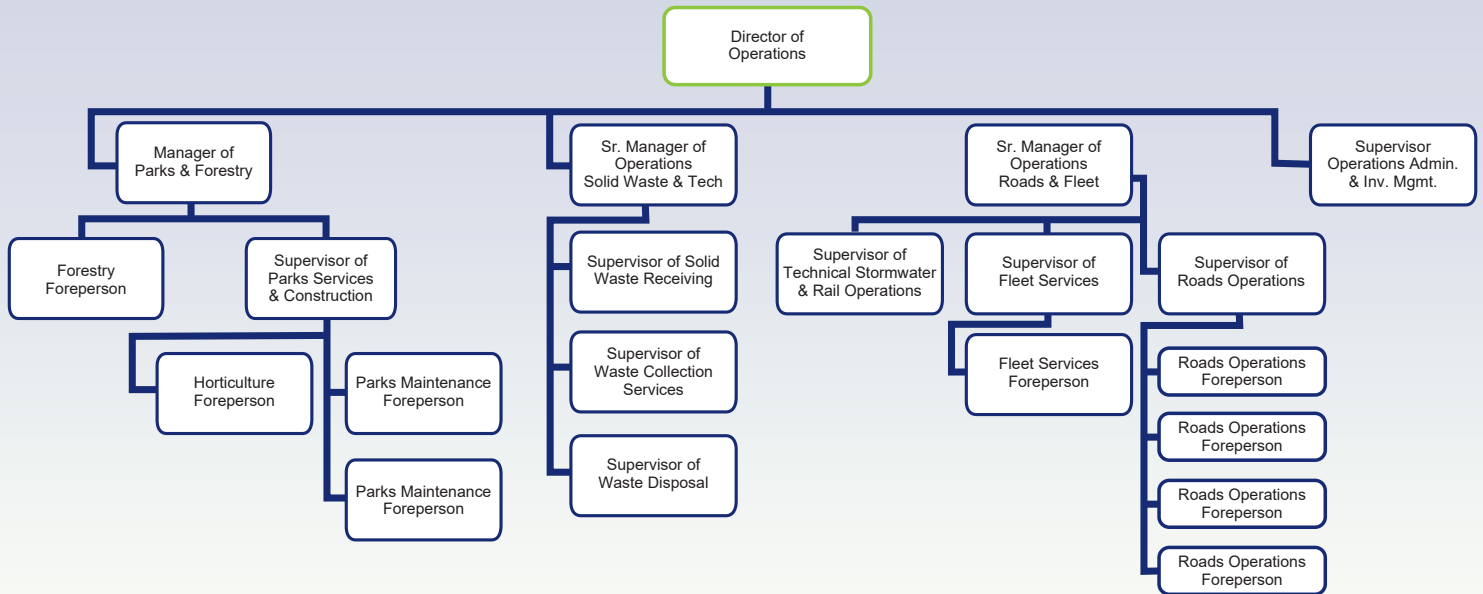 Director of
Operations
Manager of
Parks & Forestry
Sr. Manager of
Operations
Solid Waste & Tech
Sr. Manager of
Operations
Roads & Fleet
Supervisor
Operations Admin.
& Inv. Mgmt.
Forestry
Foreperson
Supervisor of
Parks Services
& Construction
Supervisor of Solid
Waste Receiving
Supervisor of
Technical Stormwater
& Rail Operations
Supervisor of
Fleet Services
Supervisor of
Roads Operations
Horticulture
Foreperson
Parks Maintenance
Foreperson
Supervisor of
Waste Collection
Services
Fleet Services
Foreperson
Roads Operations
Foreperson
Roads Operations
Foreperson
Parks Maintenance
Foreperson
Supervisor of
Waste Disposal
Roads Operations
Foreperson
Roads Operations
Foreperson